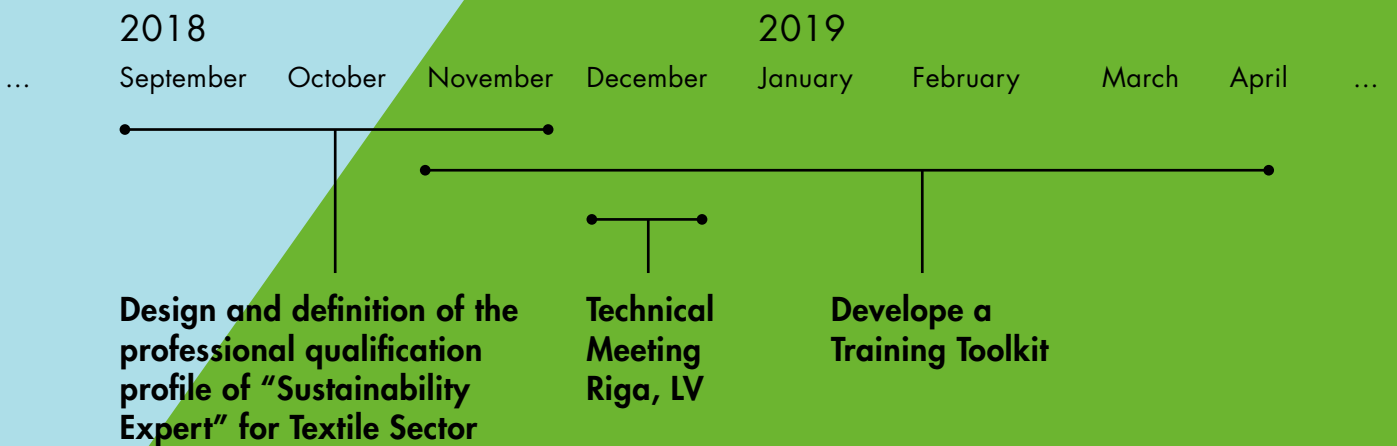 2018 2019
... September October November December January February March April ...
Design and definition of the
professional qualification
profile of “Sustainability
Expert” for Textile Sector
Technical
Meeting
Riga, LV
Develope a
Training Toolkit